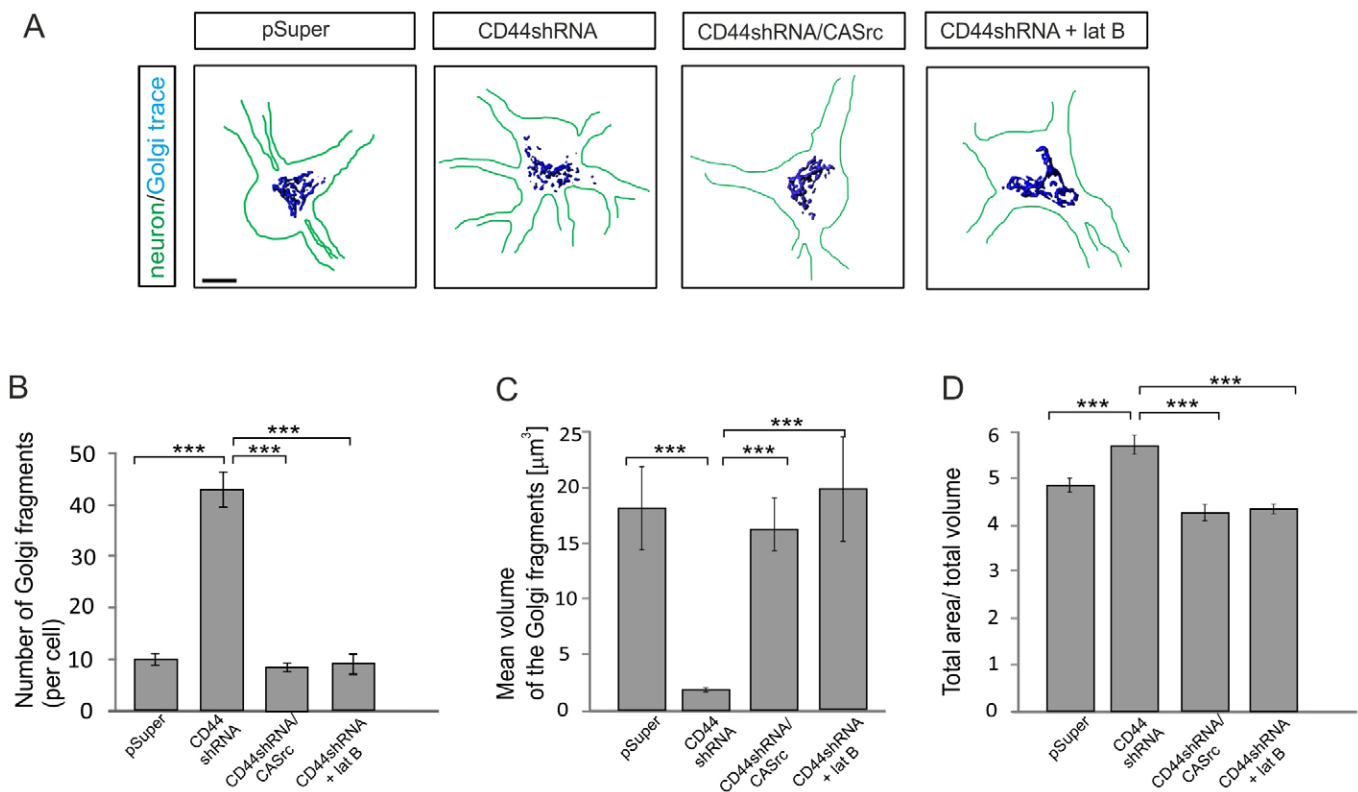 A
pSuper
CD44shRNA
CD44shRNA/CASrc
CD44shRNA + lat B
neuron/Golgi trace
B
Number of Golgi fragments
(per cell)
50
40
30
20
10
0
***
***
***
pSuper
CD44
shRNA
CD44shRNA/
CASrc
CD44shRNA
+ lat B
C
Mean volume
of the Golgi fragments [μm³]
25
20
15
10
5
0
***
***
***
pSuper
CD44
shRNA
CD44shRNA/
CASrc
CD44shRNA
+ lat B
D
Total area/ total volume
6
5
4
3
2
1
0
***
***
***
pSuper
CD44
shRNA
CD44shRNA/
CASrc
CD44shRNA
+ lat B